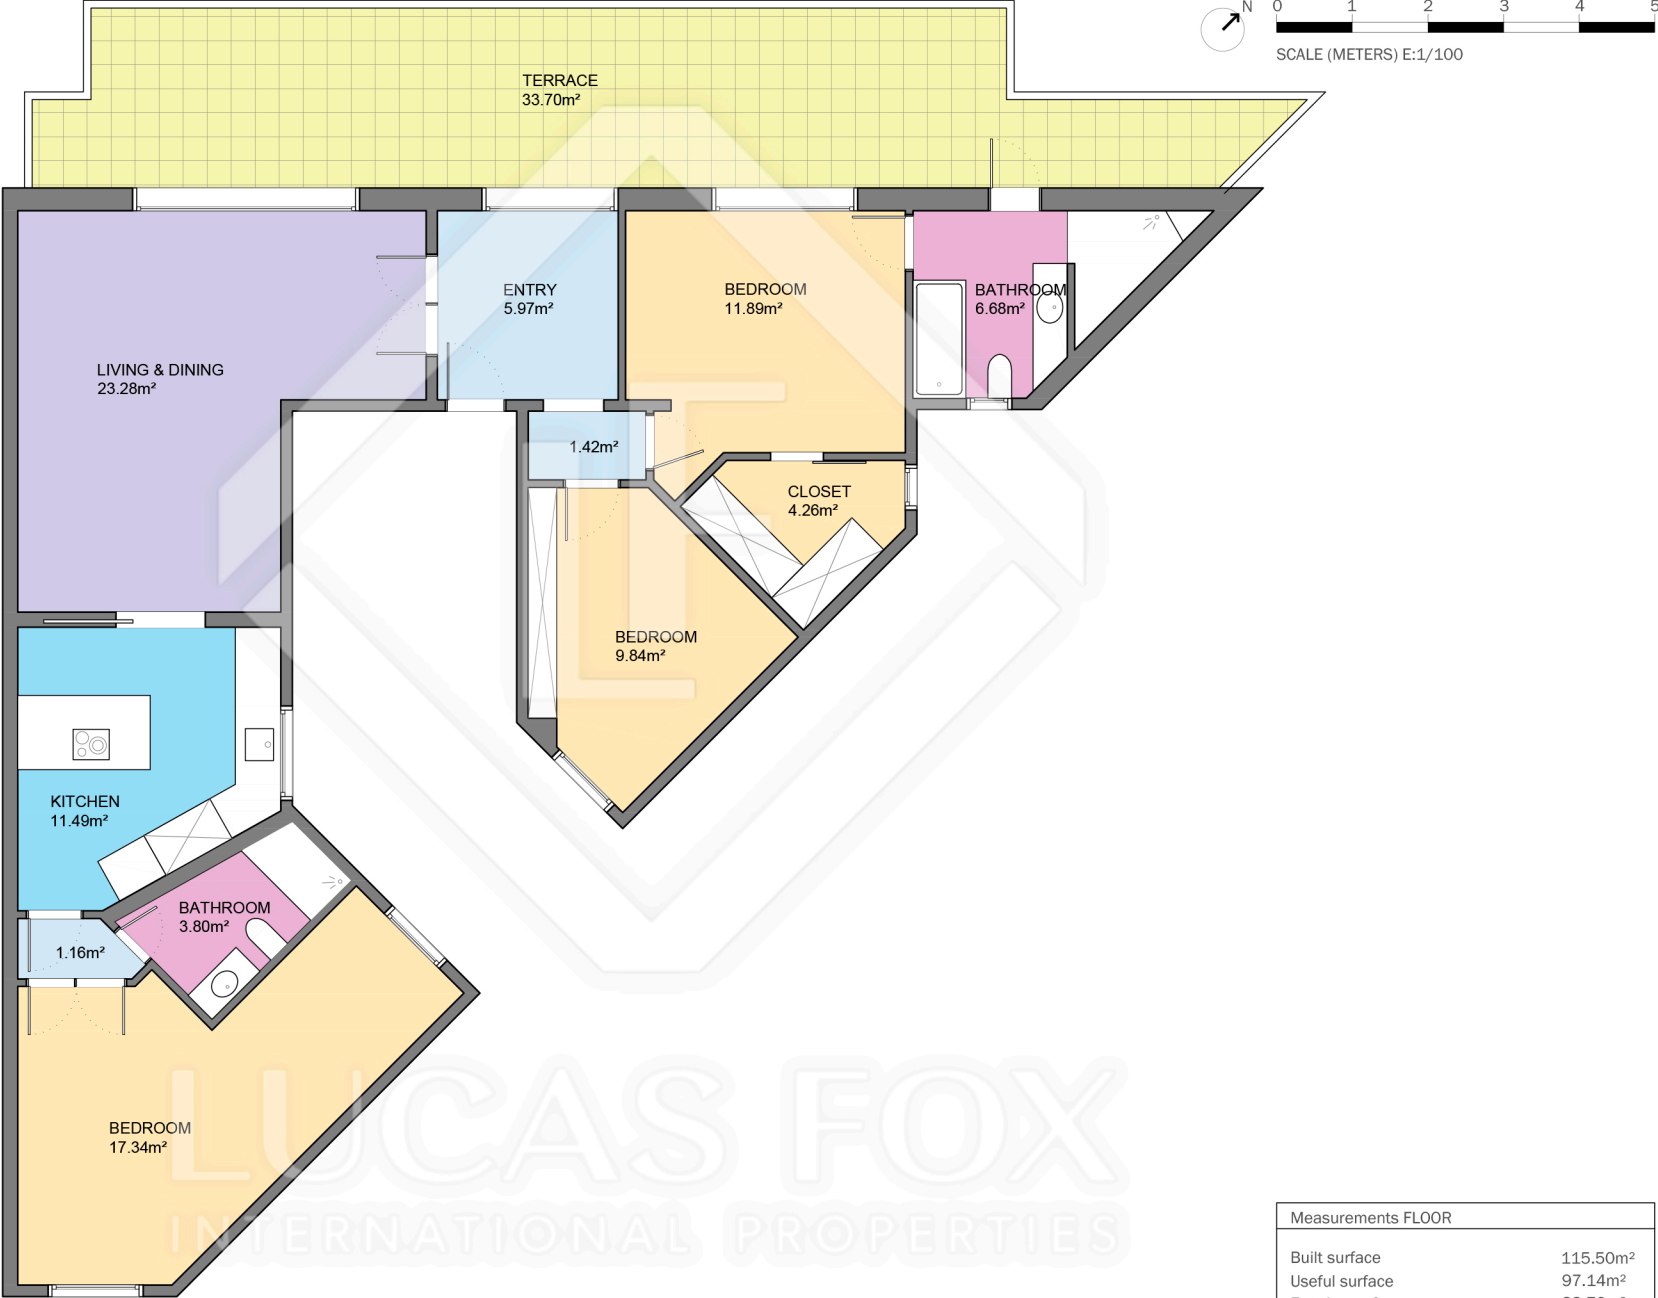 N
0 1 2 3 4 5
SCALE (METERS) E:1/100
TERRACE
33.70m²
ENTRY
5.97m²
BEDROOM
11.89m²
BATHROOM
6.68m²
LIVING & DINING
23.28m²
1.42m²
CLOSET
4.26m²
BEDROOM
9.84m²
KITCHEN
11.49m²
BATHROOM
3.80m²
1.16m²
BEDROOM
17.34m²
LUCAS FOX
INTERNATIONAL PROPERTIES
Measurements FLOOR
Built surface 115.50m²
Useful surface 97.14m²